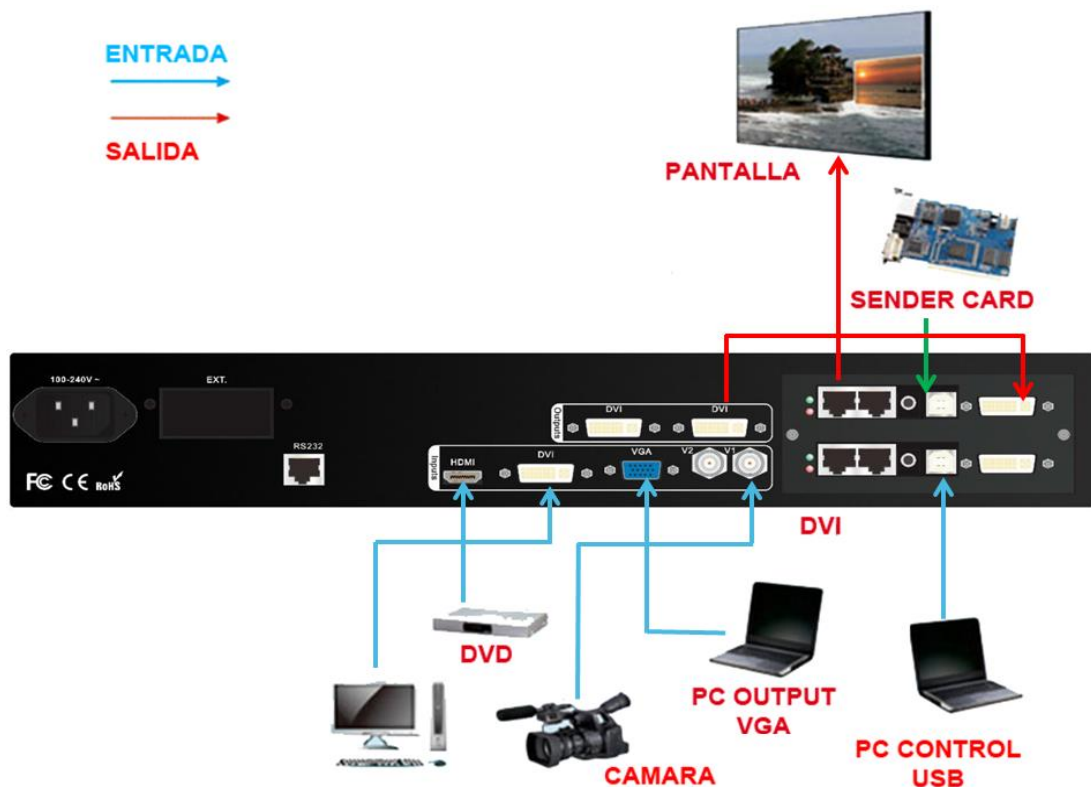 ENTRADA
SALIDA
PANTALLA
SENDER CARD
100-240V ~
EXT.
RS232
Outputs
DVI
DVI
Inputs
HDMI
DVI
VGA
V2
V1
FC CE RoHS
DVI
DVD
PC OUTPUT
VGA
CAMARA
PC CONTROL
USB